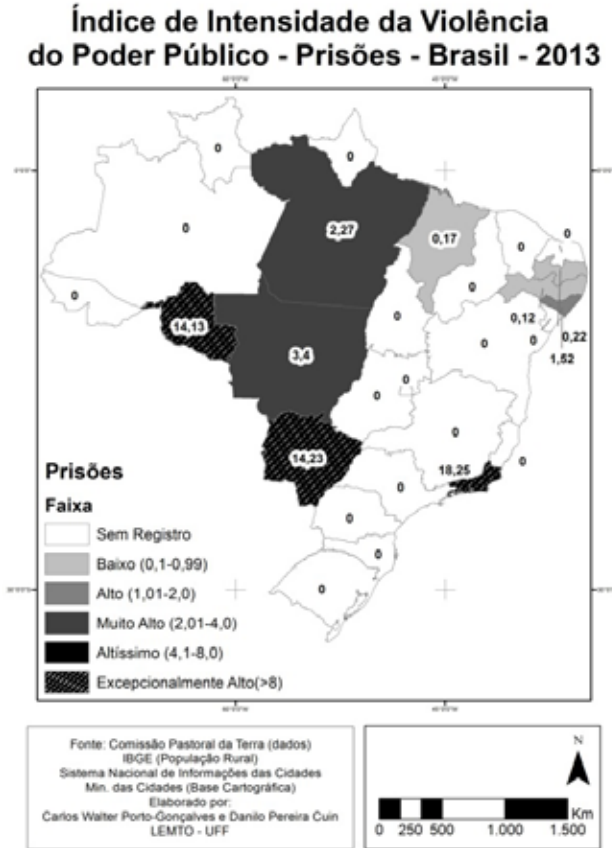 Índice de Intensidade da Violência
do Poder Público - Prisões - Brasil - 2013
0
0
2,27
0,17
0
0
0
0
0
14,13
0,12
0,22
0
0
0
1,52
3,4
0
0
0
14,23
18,25
0
0
0
0
0
Prisões
Faixa
Sem Registro
Baixo (0,1-0,99)
Alto (1,01-2,0)
Muito Alto (2,01-4,0)
Altíssimo (4,1-8,0)
Excepcionalmente Alto(>8)
Fonte: Comissão Pastoral da Terra (dados)
IBGE (População Rural)
Sistema Nacional de Informações das Cidades
Min. das Cidades (Base Cartográfica)
Elaborado por:
Carlos Walter Porto-Gonçalves e Danilo Pereira Cuin
LEMTO - UFF
N
Km
0 250 500 1.000 1.500